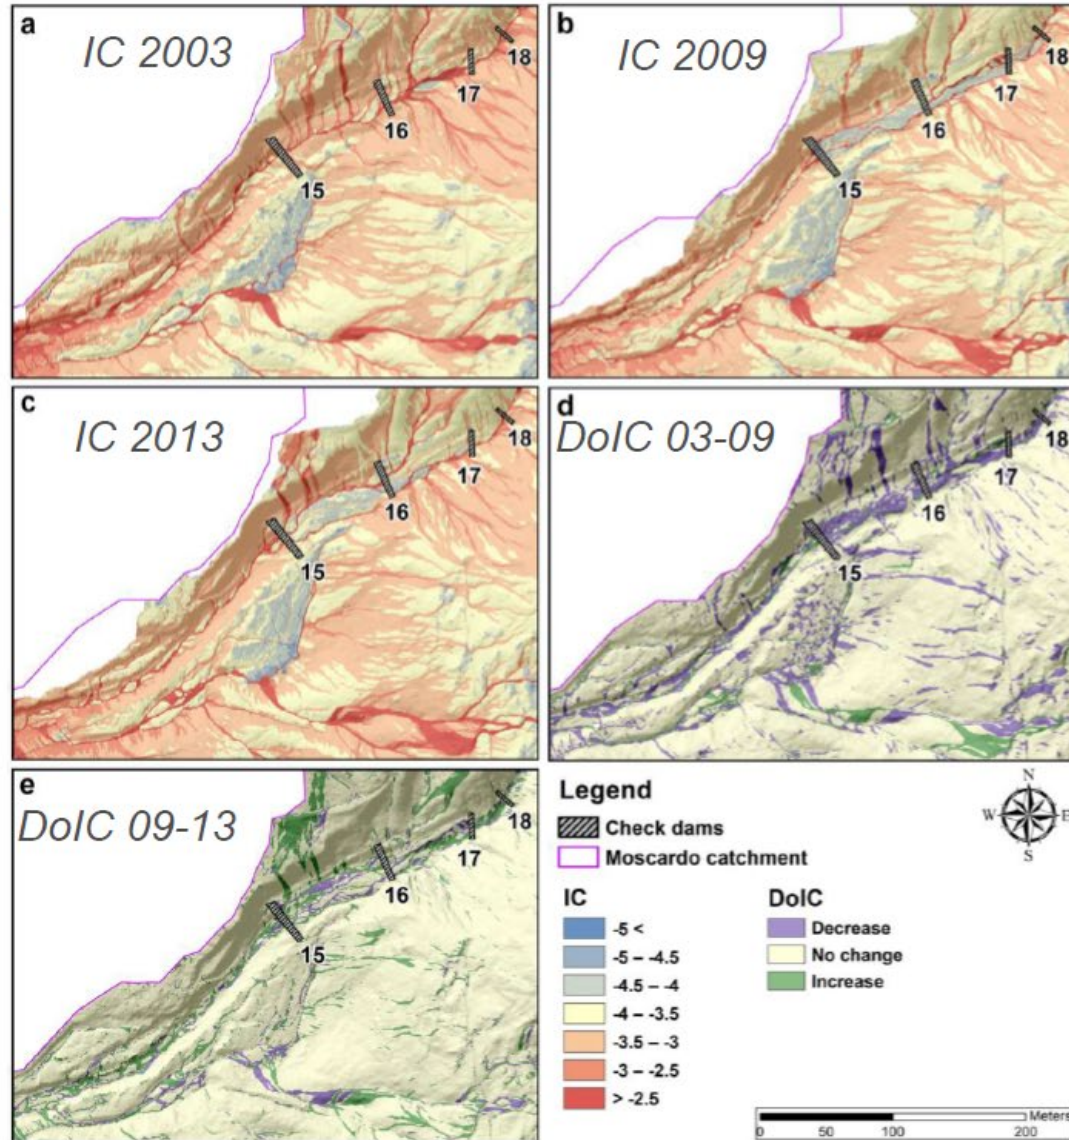 a
IC 2003
15
16
17
18
b
IC 2009
15
16
17
18
c
IC 2013
15
16
17
18
d
DoIC 03-09
15
16
17
18
e
DoIC 09-13
15
16
17
18
Legend
Check dams
Moscardo catchment
N
W E
S
IC
-5 <
-5 – -4.5
-4.5 – -4
-4 – -3.5
-3.5 – -3
-3 – -2.5
> -2.5
DoIC
Decrease
No change
Increase
Meters
0 50 100 200